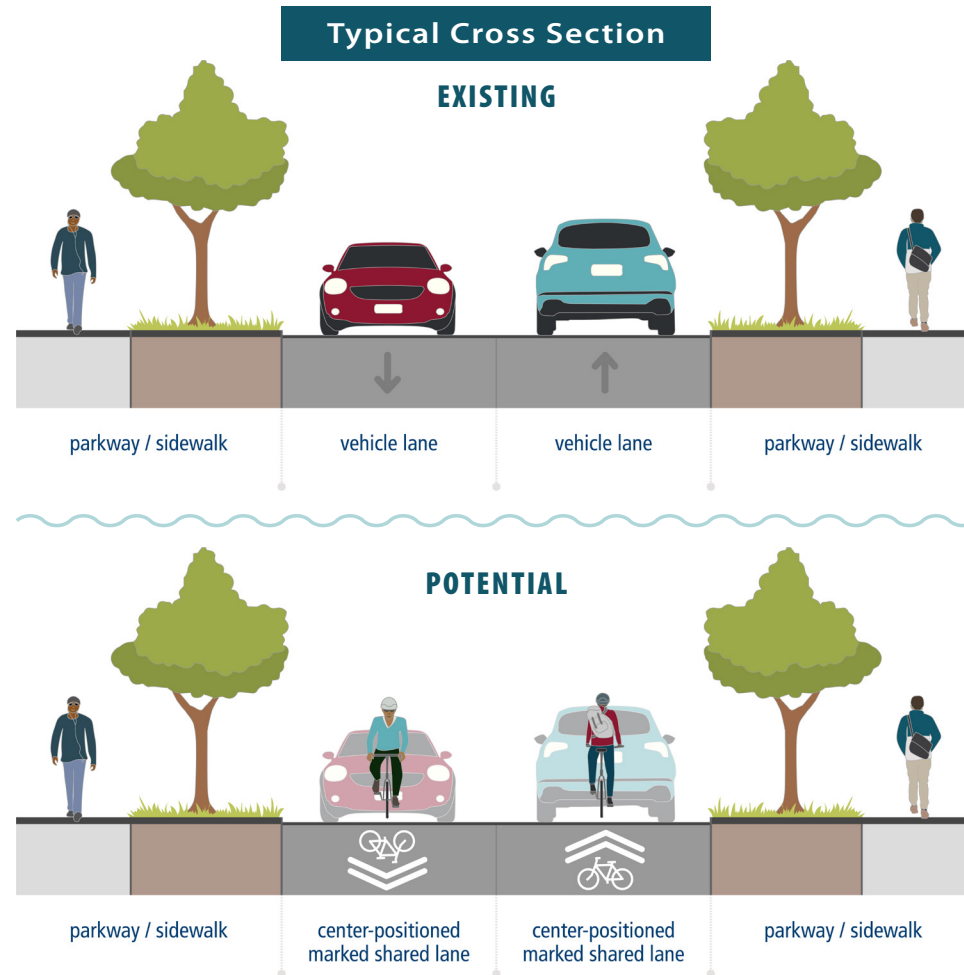 Typical Cross Section
EXISTING
parkway / sidewalk
vehicle lane
vehicle lane
parkway / sidewalk
POTENTIAL
parkway / sidewalk
center-positioned
marked shared lane
center-positioned
marked shared lane
parkway / sidewalk